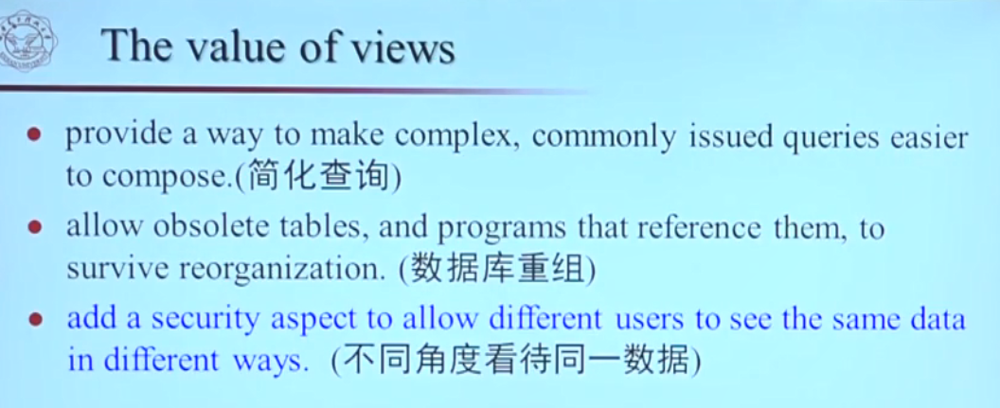 The value of views
• provide a way to make complex, commonly issued queries easier
to compose.(简化查询)
• allow obsolete tables, and programs that reference them, to
survive reorganization. (数据库重组)
• add a security aspect to allow different users to see the same data
in different ways. (不同角度看待同一数据)